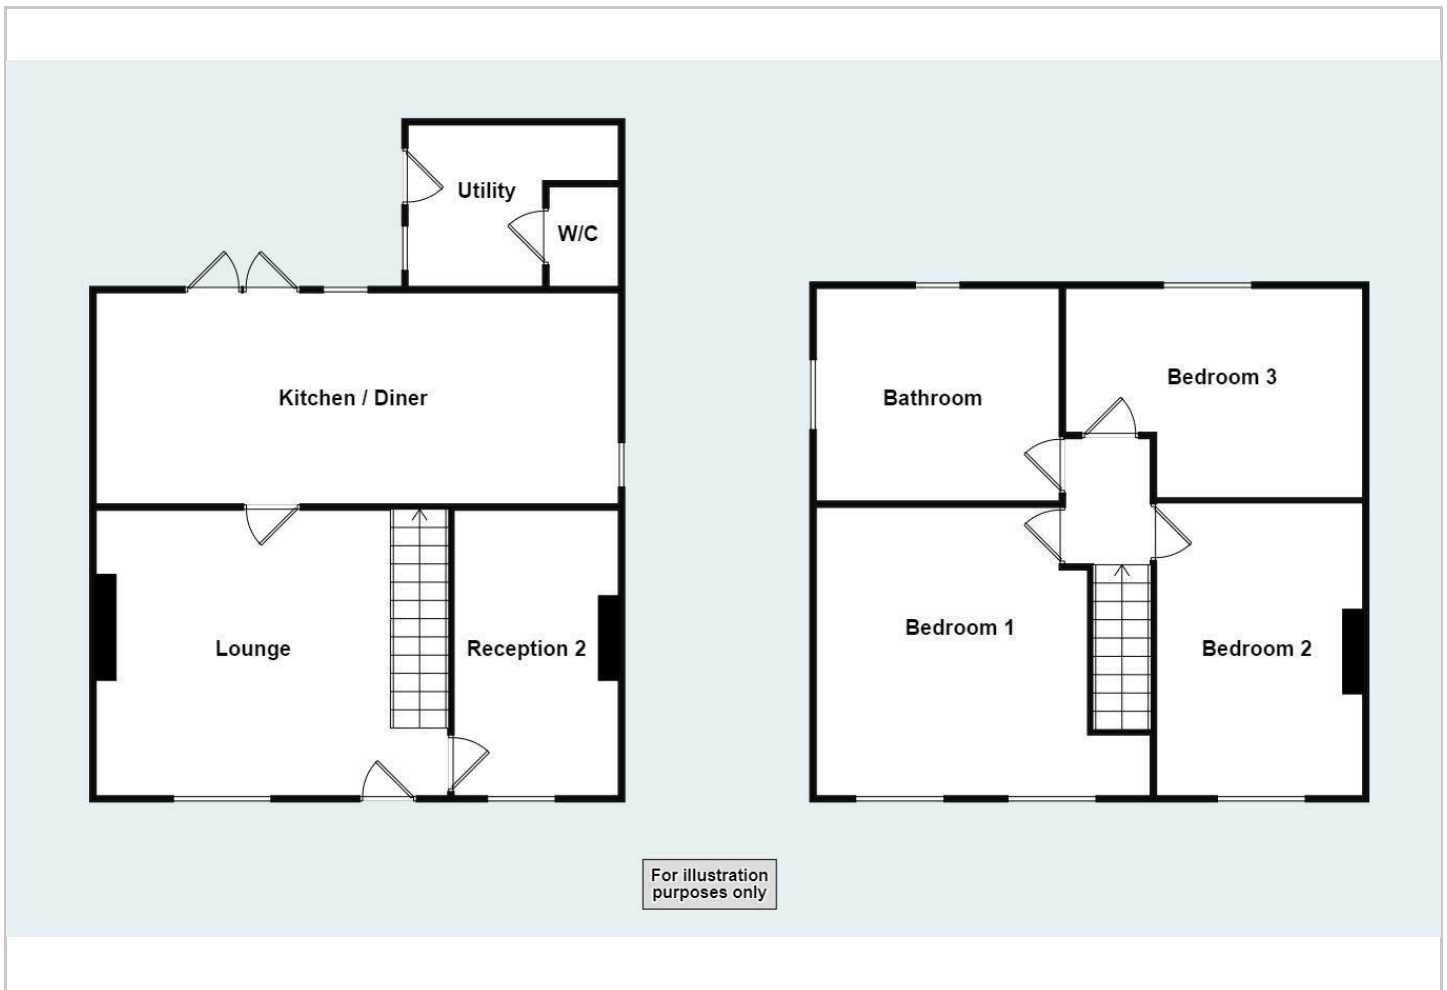 Utility
W/C
Kitchen / Diner
Lounge
Reception 2
Bathroom
Bedroom 3
Bedroom 1
Bedroom 2
For illustration
purposes only